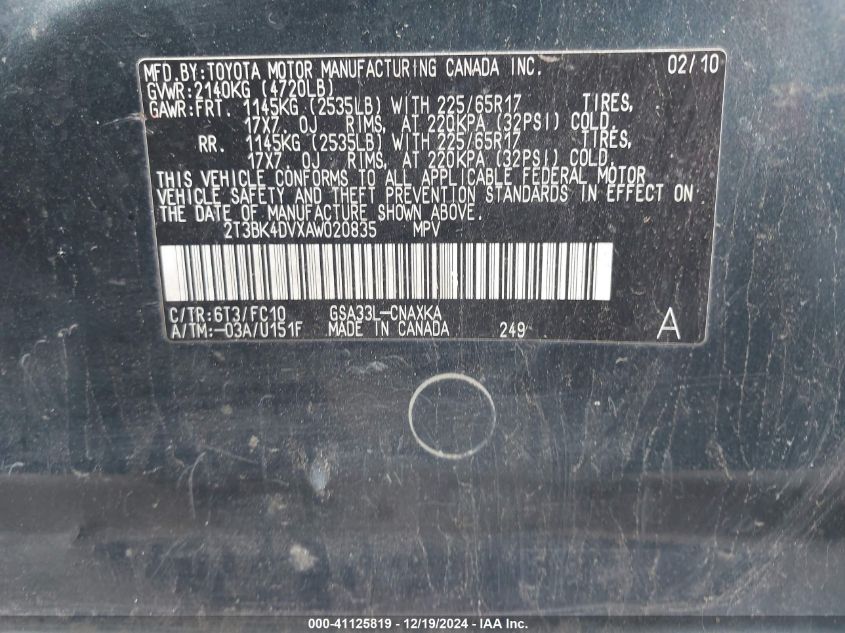 MFD.BY:TOYOTA MOTOR MANUFACTURING CANADA INC. 02/10
GVWR:2140KG (4720LB)
GAWR:FRT. 1145KG (2535LB) WITH 225/65R17 TIRES,
17X7.0J RIMS, AT 220KPA (32PSI) COLD.
RR. 1145KG (2535LB) WITH 225/65R17 TIRES,
17X7.0J RIMS, AT 220KPA (32PSI) COLD.
THIS VEHICLE CONFORMS TO ALL APPLICABLE FEDERAL MOTOR
VEHICLE SAFETY AND THEFT PREVENTION STANDARDS IN EFFECT ON
THE DATE OF MANUFACTURE SHOWN ABOVE.
2T3BK4DVXAW020835 MPV
C/TR:6T3/FC10 GSA33L-CNAXKA
A/TM:-03A/U151F MADE IN CANADA 249 A
000-41125819 - 12/19/2024 - IAA Inc.